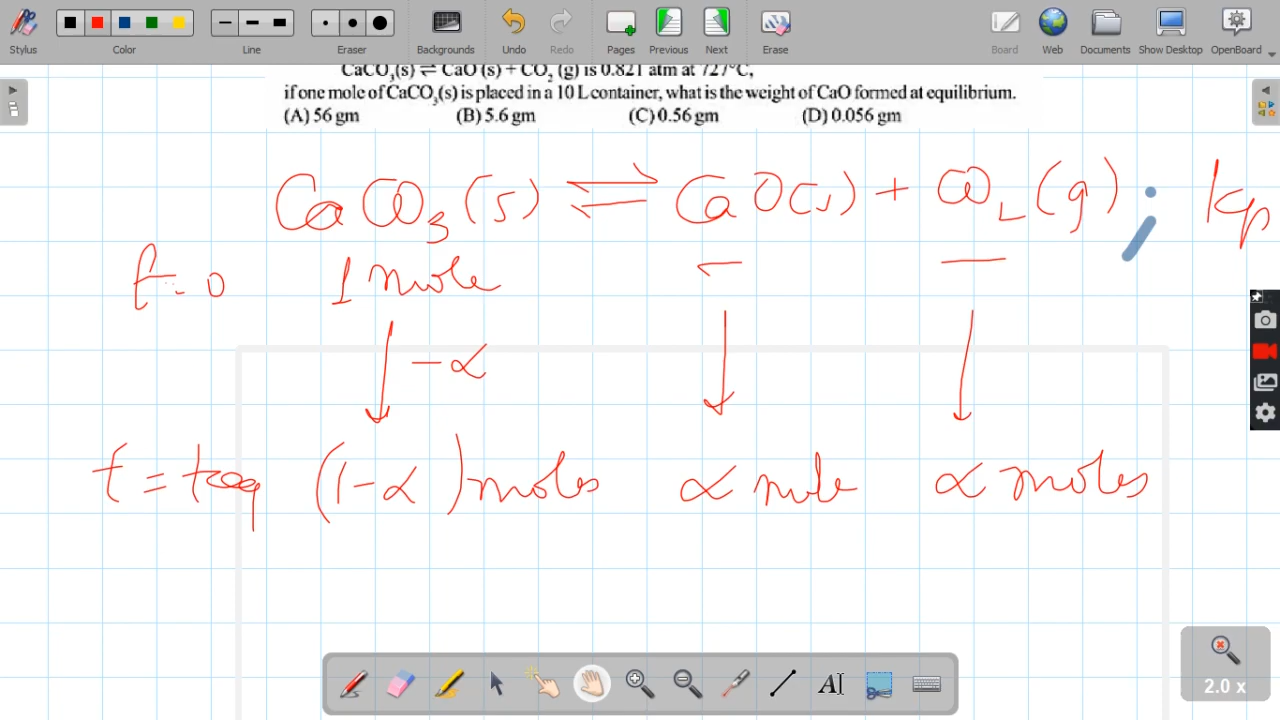 Stylus
Color
Line
Eraser
Backgrounds
Undo
Redo
Pages
Previous
Next
Erase
Board
Web
Documents
Show Desktop
OpenBoard
CaCO₃(s) ⇌ CaO (s) + CO₂ (g) is 0.821 atm at 727°C,
if one mole of CaCO₃(s) is placed in a 10 L container, what is the weight of CaO formed at equilibrium.
(A) 56 gm (B) 5.6 gm (C) 0.56 gm (D) 0.056 gm
CaCO₃(s) ⇌ CaO(s) + CO₂(g) ; kp
t = 0 1 mole — —
-α
t = teq (1-α) moles α mole α moles
AI
2.0 x